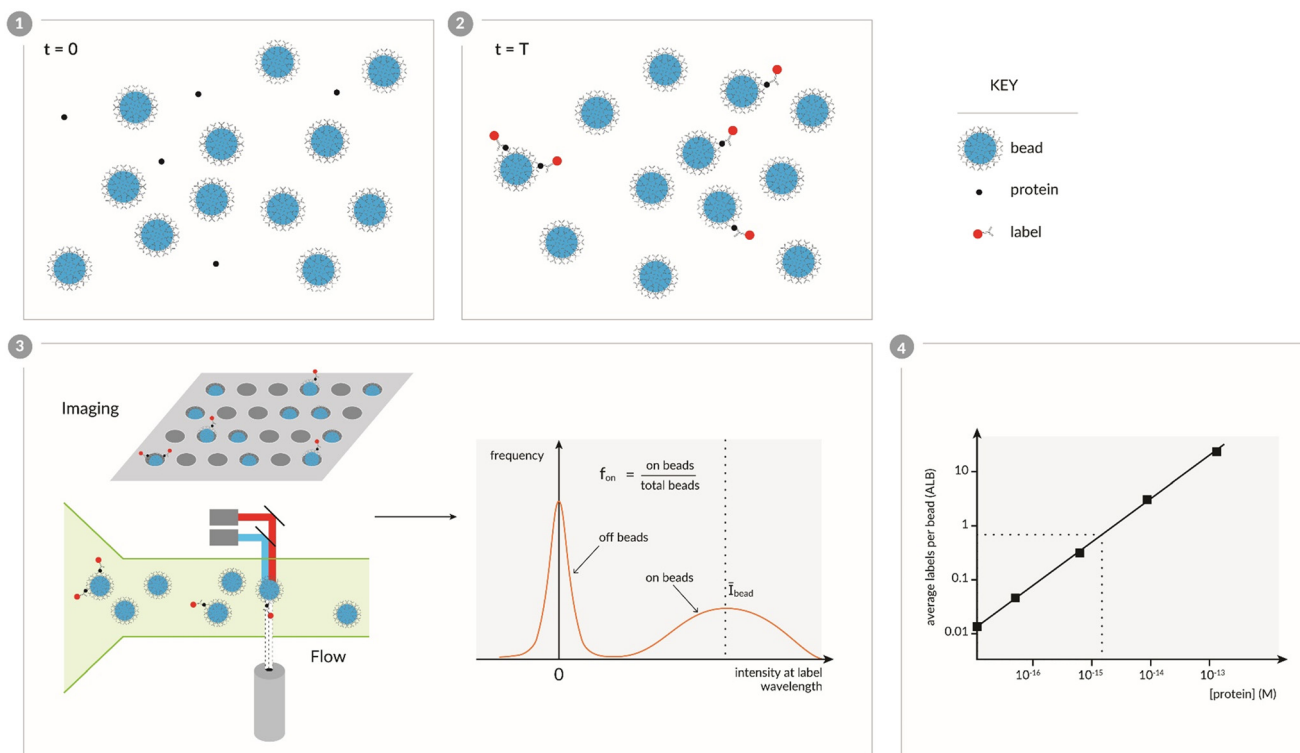 1
t = 0
2
t = T
KEY
bead
protein
label
3
Imaging
Flow
frequency
f_on = on beads / total beads
off beads
on beads
Ī_bead
0
intensity at label
wavelength
4
average labels per bead (ALB)
10
1
0.1
0.01
10⁻¹⁶
10⁻¹⁵
10⁻¹⁴
10⁻¹³
[protein] (M)